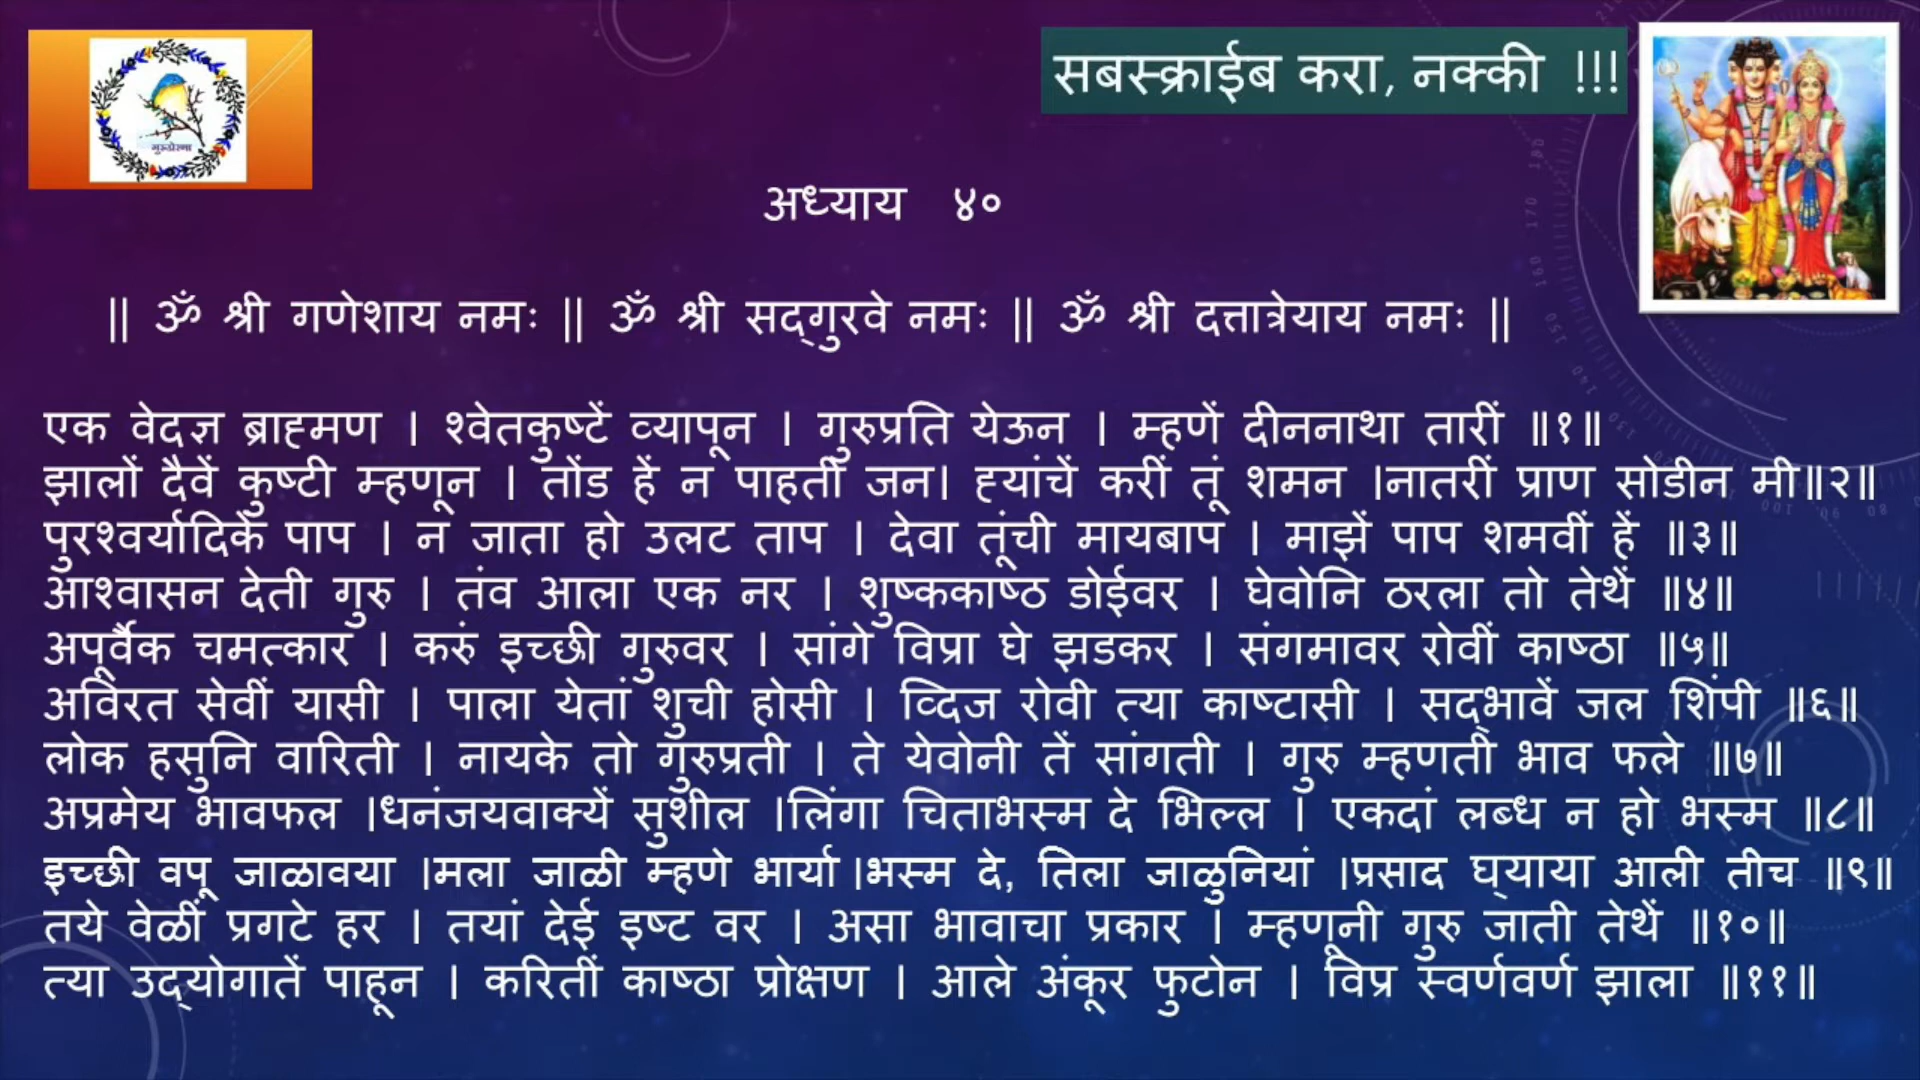 सबस्क्राईब करा, नक्की !!!
अध्याय ४०
|| ॐ श्री गणेशाय नमः || ॐ श्री सद्‌गुरवे नमः || ॐ श्री दत्तात्रेयाय नमः ||
एक वेदज्ञ ब्राह्मण । श्वेतकुष्टें व्यापून । गुरुप्रति येऊन । म्हणें दीननाथा तारीं ॥१॥
झालों दैवें कुष्टी म्हणून । तोंड हें न पाहती जन। ह्यांचें करीं तूं शमन ।नातरीं प्राण सोडीन मी॥२॥
पुरश्वर्यादिकें पाप । न जाता हो उलट ताप । देवा तूंची मायबाप । माझें पाप शमवीं हें ॥३॥
आश्वासन देती गुरु । तंव आला एक नर । शुष्ककाष्ठ डोईवर । घेवोनि ठरला तो तेथें ॥४॥
अपूर्वैक चमत्कार । करुं इच्छी गुरुवर । सांगे विप्रा घे झडकर । संगमावर रोवीं काष्ठा ॥५॥
अविरत सेवीं यासी । पाला येतां शुची होसी । व्दिज रोवी त्या काष्टासी । सद्‌भावें जल शिंपी ॥६॥
लोक हसुनि वारिती । नायके तो गुरुप्रती । ते येवोनी तें सांगती । गुरु म्हणती भाव फले ॥७॥
अप्रमेय भावफल ।धनंजयवाक्यें सुशील ।लिंगा चिताभस्म दे भिल्ल । एकदां लब्ध न हो भस्म ॥८॥
इच्छी वपू जाळावया ।मला जाळी म्हणे भार्या ।भस्म दे, तिला जाळुनियां ।प्रसाद घ्‌याया आली तीच ॥९॥
तये वेळीं प्रगटे हर । तयां देई इष्ट वर । असा भावाचा प्रकार । म्हणूनी गुरु जाती तेथें ॥१०॥
त्या उद्‌योगातें पाहून । करितीं काष्ठा प्रोक्षण । आले अंकूर फुटोन । विप्र स्वर्णवर्ण झाला ॥११॥